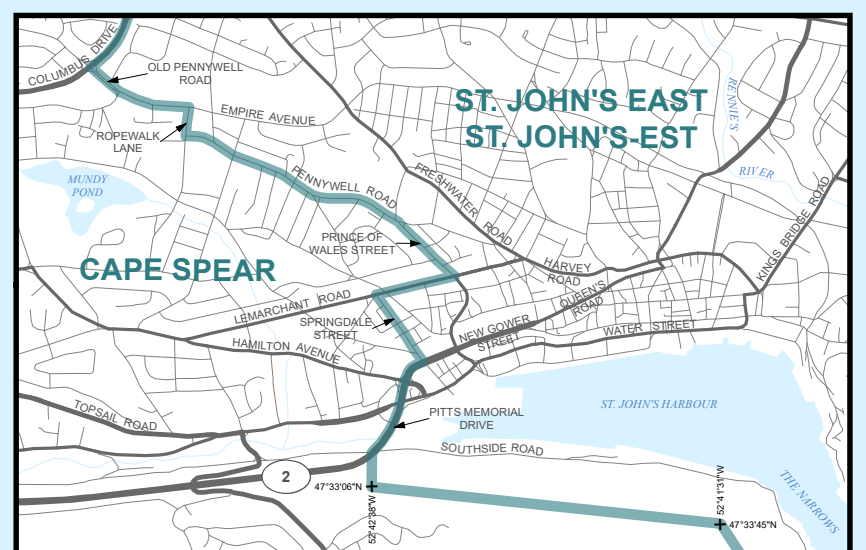 COLUMBUS DRIVE
OLD PENNYWELL
ROAD
ST. JOHN'S EAST
ST. JOHN'S-EST
RENNIE'S
RIVER
EMPIRE AVENUE
ROPEWALK
LANE
MUNDY
POND
PENNYWELL ROAD
FRESHWATER ROAD
KINGS BRIDGE ROAD
PRINCE OF
WALES STREET
CAPE SPEAR
HARVEY
ROAD
QUEEN'S
ROAD
LEMARCHANT ROAD
SPRINGDALE
STREET
NEW GOWER
STREET
WATER STREET
HAMILTON AVENUE
ST. JOHN'S HARBOUR
TOPSAIL ROAD
PITTS MEMORIAL
DRIVE
SOUTHSIDE ROAD
2
47°33'06"N
52°42'38"W
52°41'31"W
47°33'45"N
THE NARROWS